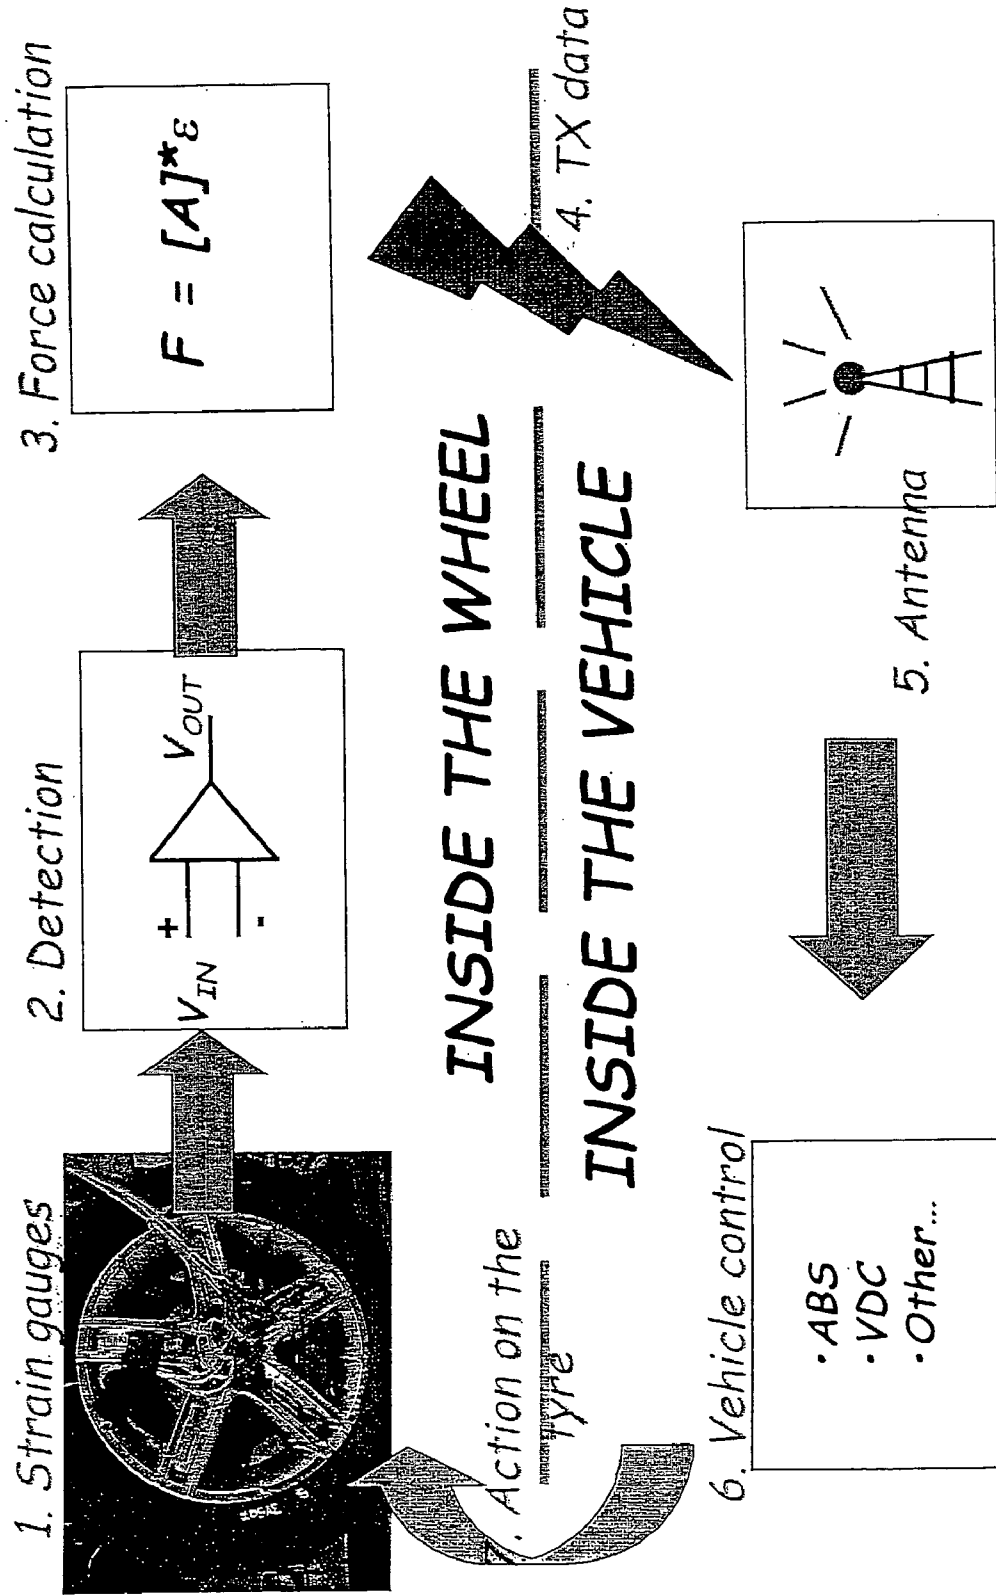 1. Strain gauges
2. Detection
V_IN
+
-
V_OUT
3. Force calculation
F = [A]*ε
INSIDE THE WHEEL
4. TX data
INSIDE THE VEHICLE
5. Antenna
6. Vehicle control
·ABS
·VDC
·Other...
. Action on the
Tyre